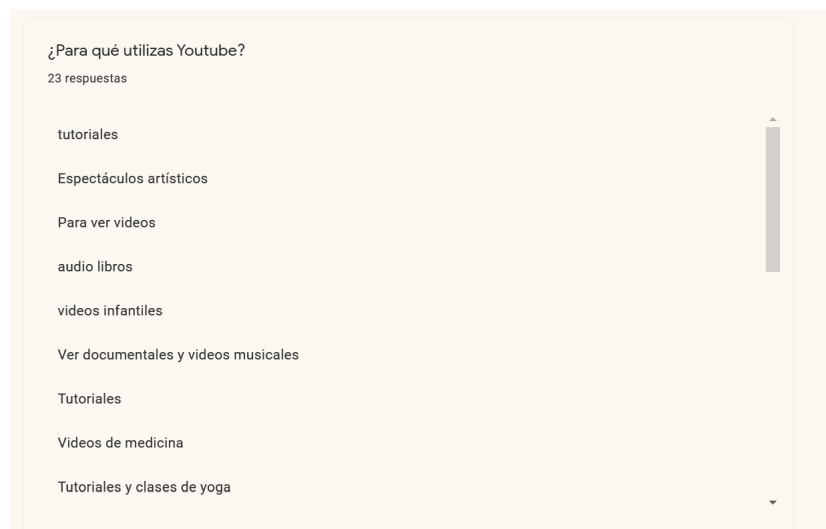 ¿Para qué utilizas Youtube?
23 respuestas
tutoriales
Espectáculos artísticos
Para ver videos
audio libros
videos infantiles
Ver documentales y videos musicales
Tutoriales
Videos de medicina
Tutoriales y clases de yoga